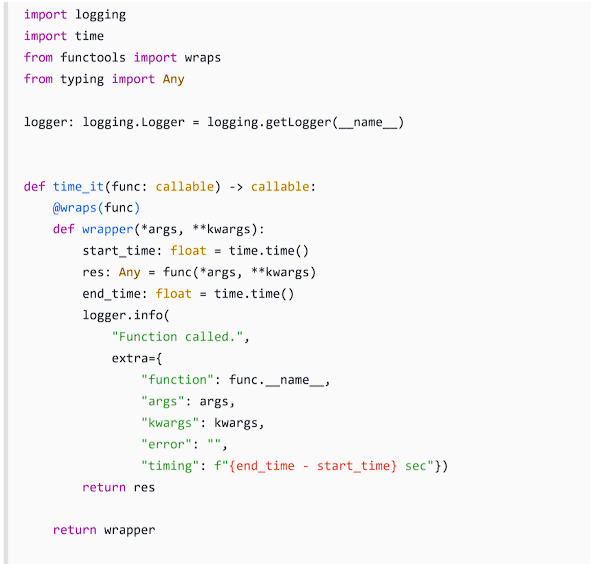 import logging
import time
from functools import wraps
from typing import Any

logger: logging.Logger = logging.getLogger(__name__)


def time_it(func: callable) -> callable:
    @wraps(func)
    def wrapper(*args, **kwargs):
        start_time: float = time.time()
        res: Any = func(*args, **kwargs)
        end_time: float = time.time()
        logger.info(
            "Function called.",
            extra={
                "function": func.__name__,
                "args": args,
                "kwargs": kwargs,
                "error": "",
                "timing": f"{end_time - start_time} sec"})
        return res

    return wrapper